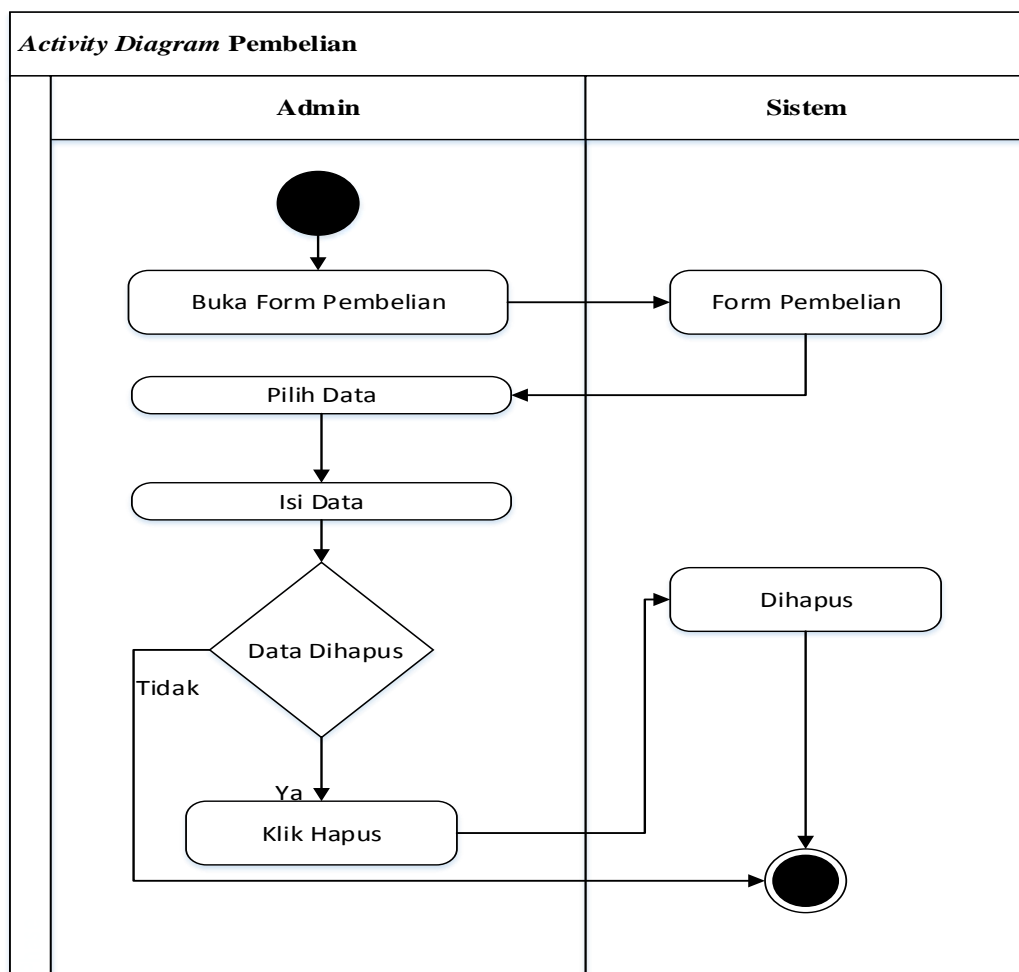 Activity Diagram Pembelian
Admin
Sistem
Buka Form Pembelian
Form Pembelian
Pilih Data
Isi Data
Dihapus
Data Dihapus
Tidak
Ya
Klik Hapus